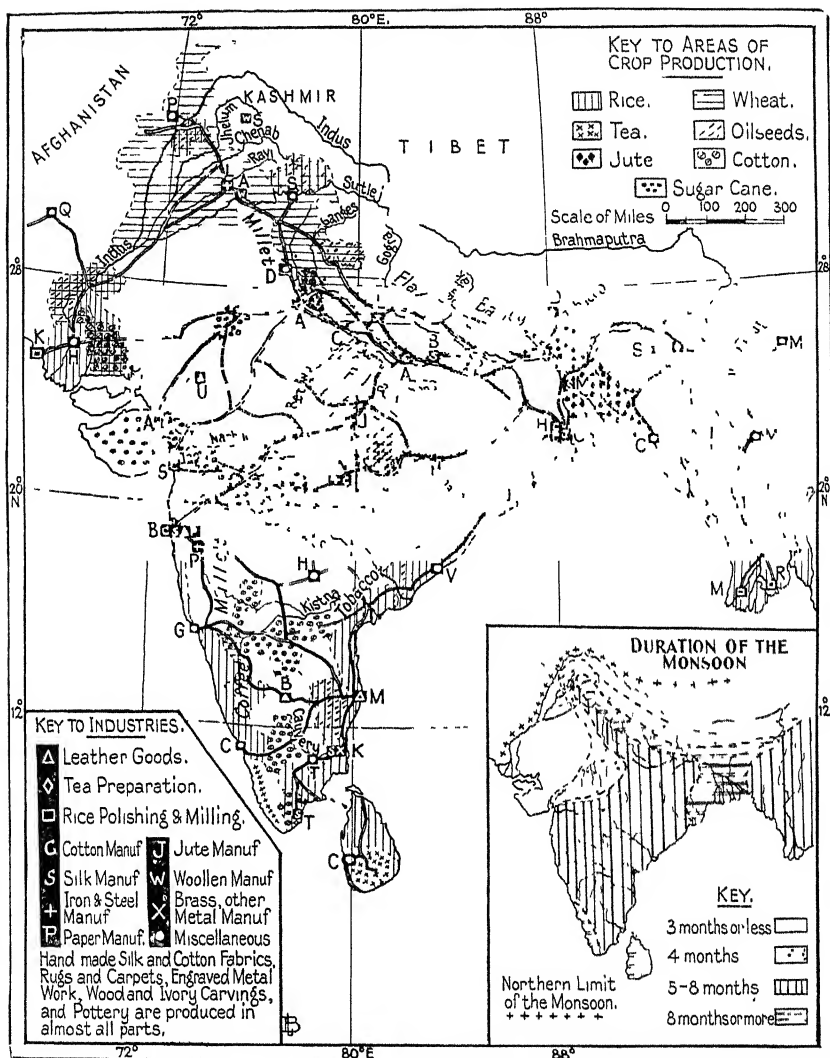 72°
80°E.
88°
KEY TO AREAS OF
CROP PRODUCTION.
Rice.
Wheat.
Tea.
Oilseeds.
Jute
Cotton.
Sugar Cane.
Scale of Miles
0 100 200 300
AFGHANISTAN
KASHMIR
TIBET
P
S
Jhelum
Chenab
Indus
Ravi
L
A
S
Sutlej
Q
Indus
Millet
Ganges
Gogra
Brahmaputra
28°
28°
D
A
K
H
C
B
A
S
M
U
M
A
J
H
C
M
S
20°
20°
N
N
B
P
H
V
Kistna
Tobacco
M
R
G
Coffee
B
M
12°
12
C
K
T
T
C
KEY TO INDUSTRIES.
Leather Goods.
Tea Preparation.
Rice Polishing & Milling.
C Cotton Manuf
J Jute Manuf
S Silk Manuf
W Woollen Manuf
+ Iron & Steel
Manuf
X Brass, other
Metal Manuf
P Paper Manuf.
Miscellaneous
Hand made Silk and Cotton Fabrics,
Rugs and Carpets, Engraved Metal
Work, Wood and Ivory Carvings,
and Pottery are produced in
almost all parts.
DURATION OF THE
MONSOON
KEY.
3 months or less
4 months
5-8 months
8 months or more
Northern Limit
of the Monsoon.
72°
80°E
88°